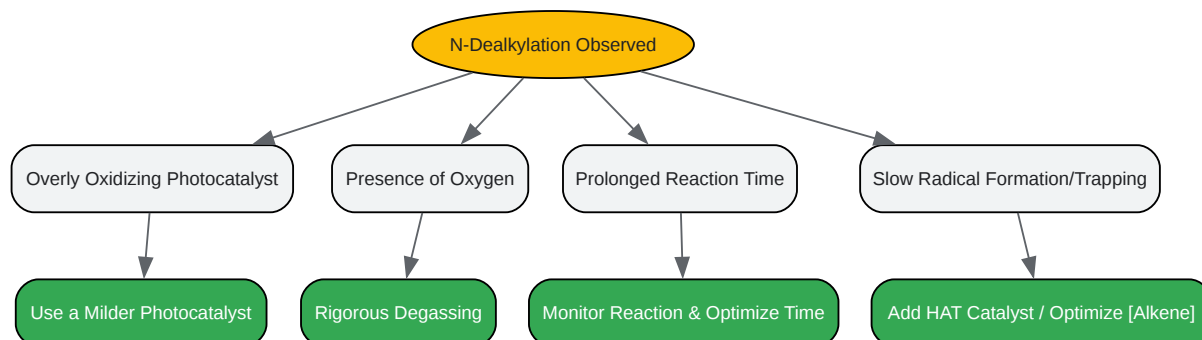 N-Dealkylation Observed
Overly Oxidizing Photocatalyst
Presence of Oxygen
Prolonged Reaction Time
Slow Radical Formation/Trapping
Use a Milder Photocatalyst
Rigorous Degassing
Monitor Reaction & Optimize Time
Add HAT Catalyst / Optimize [Alkene]